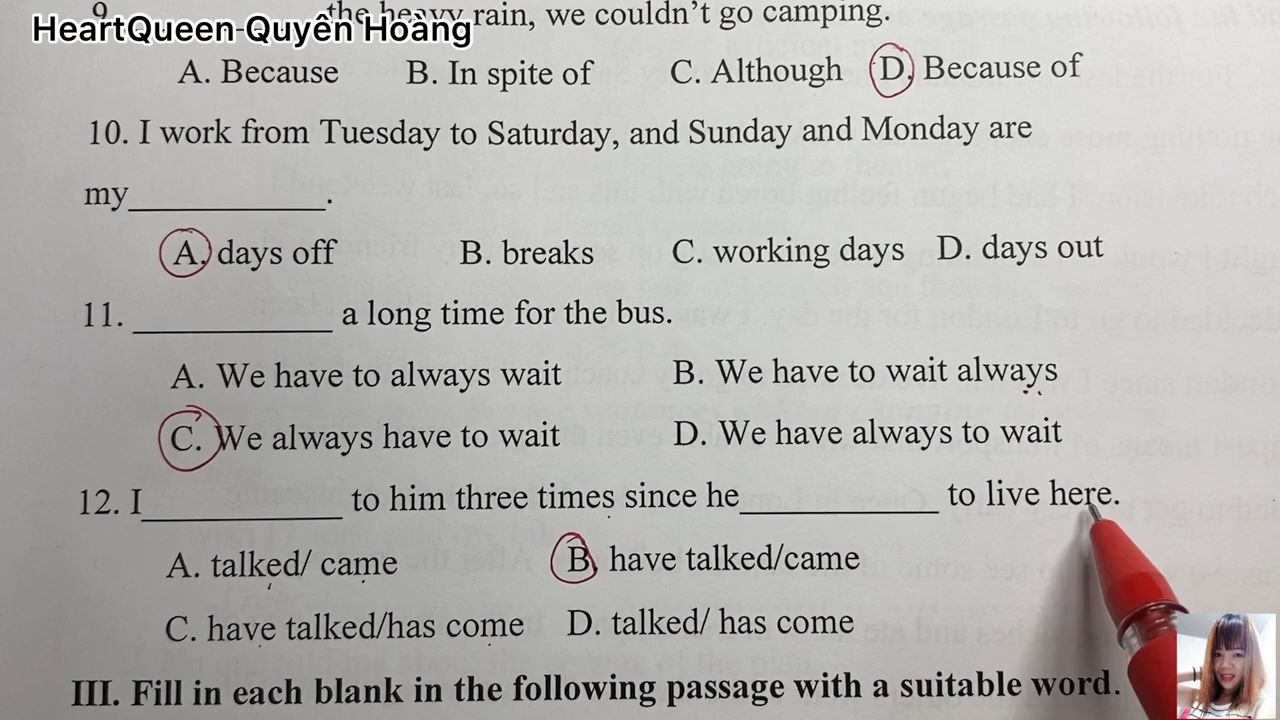 HeartQueen-Quyên Hoàng
9. ____________the heavy rain, we couldn't go camping.
A. Because B. In spite of C. Although D. Because of
10. I work from Tuesday to Saturday, and Sunday and Monday are
my____________.
A. days off B. breaks C. working days D. days out
11. ____________ a long time for the bus.
A. We have to always wait B. We have to wait always
C. We always have to wait D. We have always to wait
12. I____________ to him three times since he____________ to live here.
A. talked/ came B. have talked/came
C. have talked/has come D. talked/ has come
III. Fill in each blank in the following passage with a suitable word.